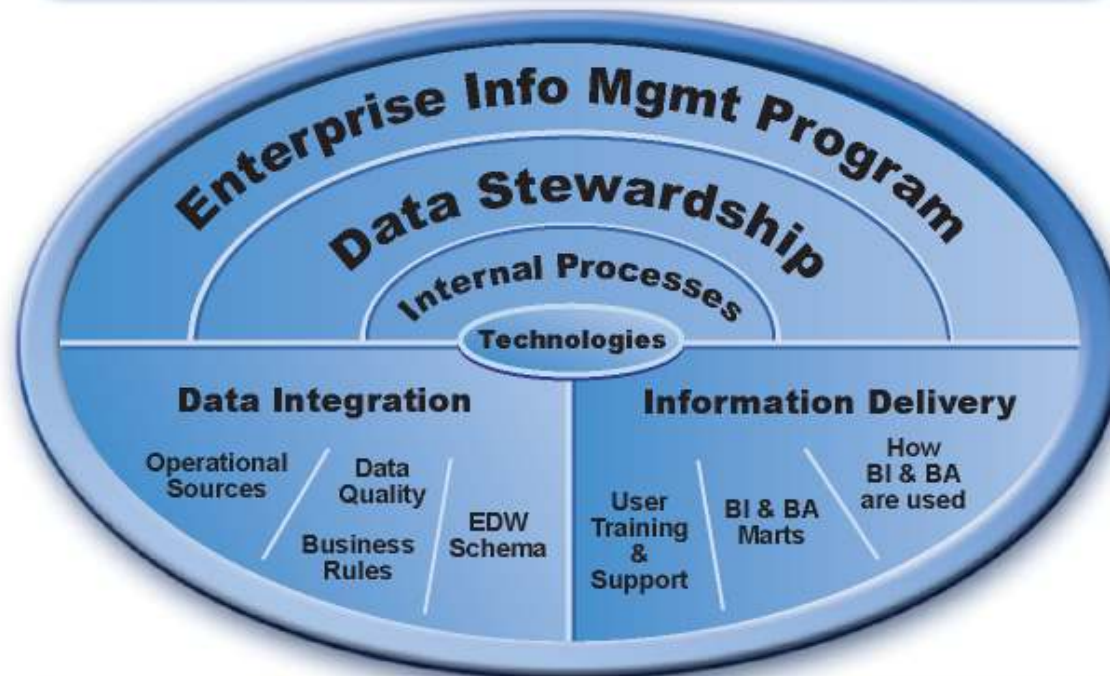 Enterprise Info Mgmt Program
Data Stewardship
Internal Processes
Technologies
Data Integration
Operational
Sources
Data
Quality
Business
Rules
EDW
Schema
Information Delivery
User
Training
&
Support
BI & BA
Marts
How
BI & BA
are used